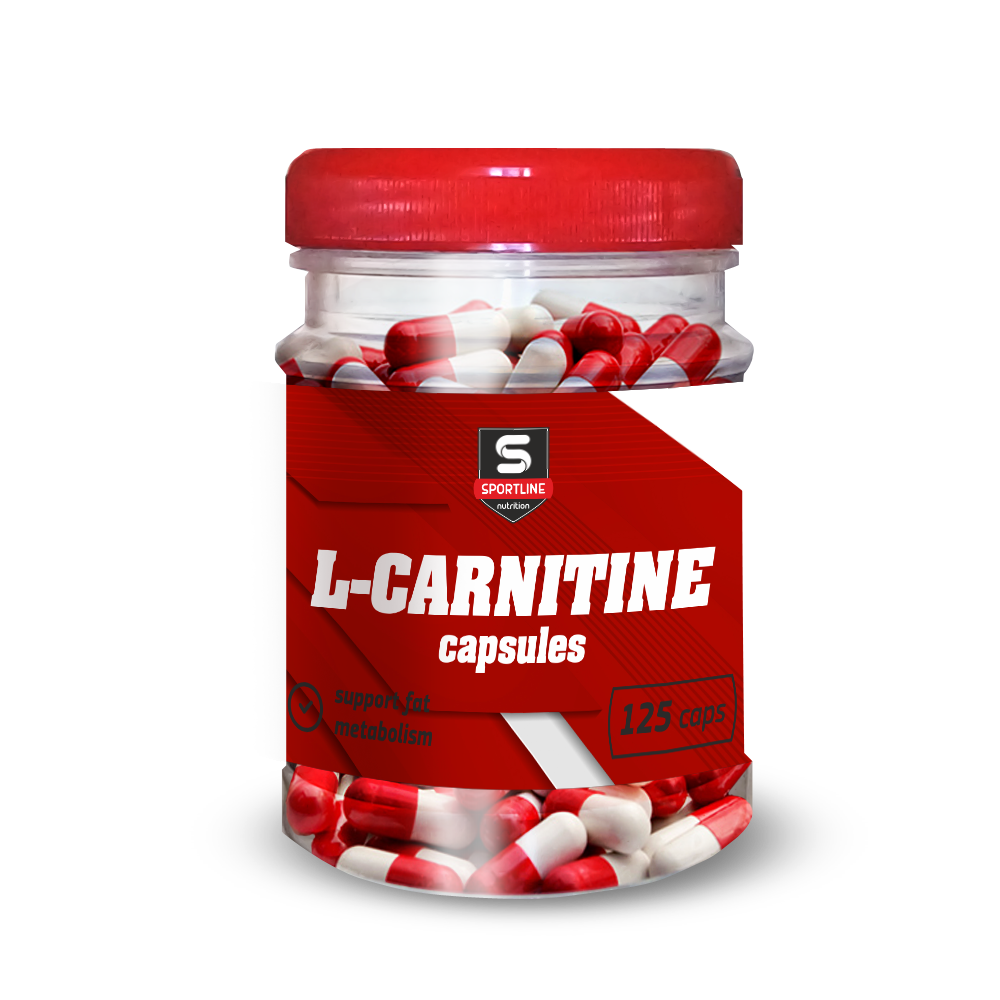 S
SPORTLINE
nutrition
L-CARNITINE
capsules
support fat
metabolism
125 caps